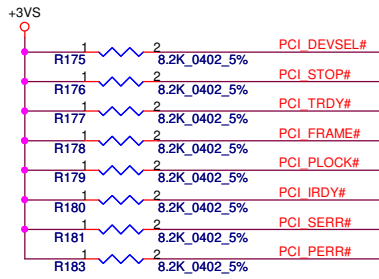 +3VS
R175 1 2 8.2K_0402_5% PCI_DEVSEL#
R176 1 2 8.2K_0402_5% PCI_STOP#
R177 1 2 8.2K_0402_5% PCI_TRDY#
R178 1 2 8.2K_0402_5% PCI_FRAME#
R179 1 2 8.2K_0402_5% PCI_PLOCK#
R180 1 2 8.2K_0402_5% PCI_IRDY#
R181 1 2 8.2K_0402_5% PCI_SERR#
R183 1 2 8.2K_0402_5% PCI_PERR#